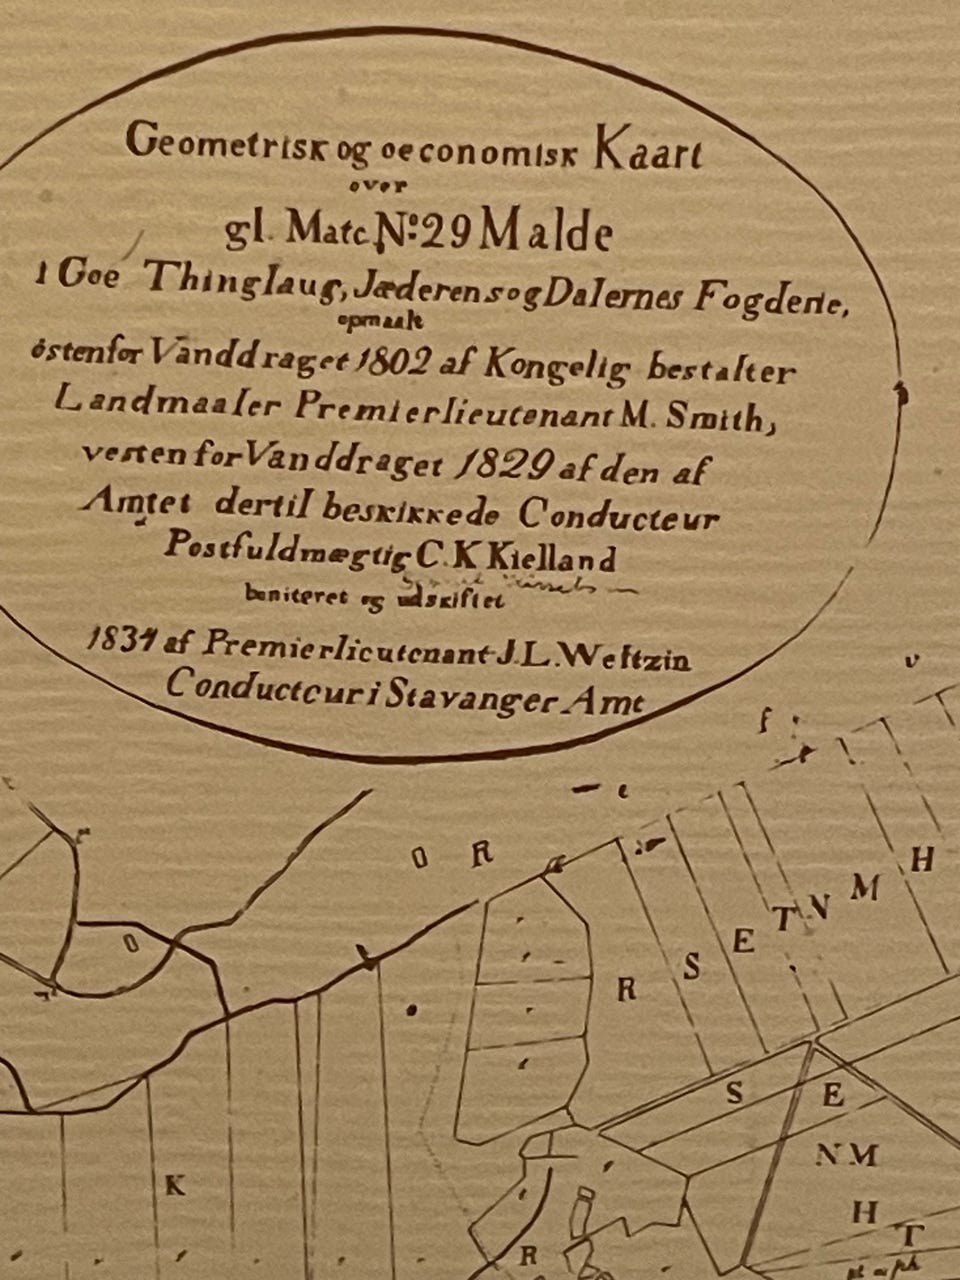 Geometrisk og oeconomisk Kaart
over
gl. Matc. No: 29 Malde
i Goe Thinglaug, Jæderens og Dalernes Fogderie,
opmaalt
östenfor Vanddraget 1802 af Kongelig bestalter
Landmaaler Premierlieutenant M. Smith,
vesten for Vanddraget 1829 af den af
Amtet dertil beskikkede Conducteur
Postfuldmægtig C. K Kielland
boniteret og udskiftet
1837 af Premierlieutenant J. L. Weltzin
Conducteur i Stavanger Amt
v
f
e
O R
H
M
T V
E
S
R
O
S E
N M
K
H
T
R